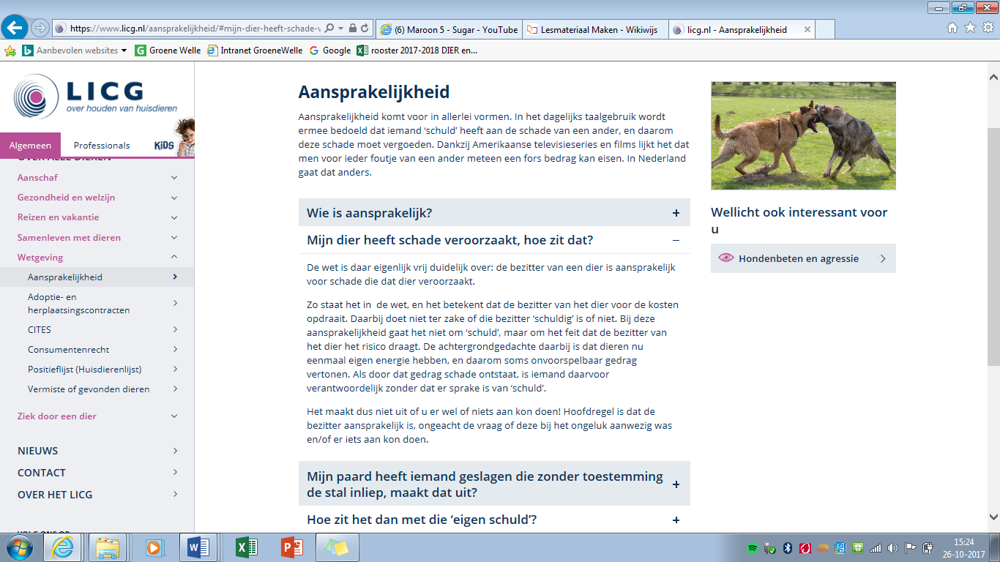 https://www.licg.nl/aansprakelijkheid/#mijn-dier-heeft-schade-v
(6) Maroon 5 - Sugar - YouTube
Lesmateriaal Maken - Wikiwijs
licg.nl - Aansprakelijkheid
Aanbevolen websites
Groene Welle
Intranet GroeneWelle
Google
rooster 2017-2018 DIER en...
LICG
over houden van huisdieren
Algemeen
Professionals
KiDS
OVER ALLE DIEREN
Aanschaf
Gezondheid en welzijn
Reizen en vakantie
Samenleven met dieren
Wetgeving
Aansprakelijkheid
Adoptie- en
herplaatsingscontracten
CITES
Consumentenrecht
Positieflijst (Huisdierenlijst)
Vermiste of gevonden dieren
Ziek door een dier
NIEUWS
CONTACT
OVER HET LICG
VOLG ONS OP
Aansprakelijkheid
Aansprakelijkheid komt voor in allerlei vormen. In het dagelijks taalgebruik wordt
ermee bedoeld dat iemand ‘schuld’ heeft aan de schade van een ander, en daarom
deze schade moet vergoeden. Dankzij Amerikaanse televisieseries en films lijkt het dat
men voor ieder foutje van een ander meteen een fors bedrag kan eisen. In Nederland
gaat dat anders.
Wie is aansprakelijk?
Mijn dier heeft schade veroorzaakt, hoe zit dat?
De wet is daar eigenlijk vrij duidelijk over: de bezitter van een dier is aansprakelijk
voor schade die dat dier veroorzaakt.
Zo staat het in de wet, en het betekent dat de bezitter van het dier voor de kosten
opdraait. Daarbij doet niet ter zake of die bezitter ‘schuldig’ is of niet. Bij deze
aansprakelijkheid gaat het niet om ‘schuld’, maar om het feit dat de bezitter van
het dier het risico draagt. De achtergrondgedachte daarbij is dat dieren nu
eenmaal eigen energie hebben, en daarom soms onvoorspelbaar gedrag
vertonen. Als door dat gedrag schade ontstaat, is iemand daarvoor
verantwoordelijk zonder dat er sprake is van ‘schuld’.
Het maakt dus niet uit of u er wel of niets aan kon doen! Hoofdregel is dat de
bezitter aansprakelijk is, ongeacht de vraag of deze bij het ongeluk aanwezig was
en/of er iets aan kon doen.
Mijn paard heeft iemand geslagen die zonder toestemming
de stal inliep, maakt dat uit?
Hoe zit het dan met die ‘eigen schuld’?
Wellicht ook interessant voor
u
Hondenbeten en agressie
15:24
26-10-2017